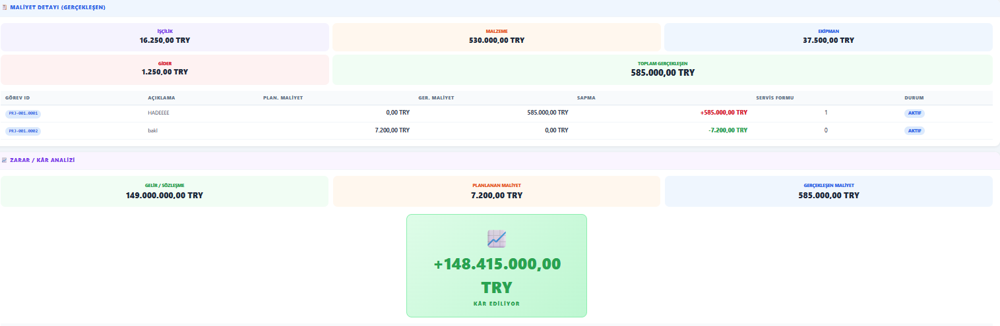 MALİYET DETAYI (GERÇEKLEŞEN)
İŞÇİLİK
16.250,00 TRY
MALZEME
530.000,00 TRY
EKİPMAN
37.500,00 TRY
GİDER
1.250,00 TRY
TOPLAM GERÇEKLEŞEN
585.000,00 TRY
GÖREV ID AÇIKLAMA PLAN. MALİYET GER. MALİYET SAPMA SERVİS FORMU DURUM
PRJ-001.0001 HADEEEE 0,00 TRY 585.000,00 TRY +585.000,00 TRY 1 AKTIF
PRJ-001.0002 bakl 7.200,00 TRY 0,00 TRY -7.200,00 TRY 0 AKTIF
ZARAR / KÂR ANALİZİ
GELİR / SÖZLEŞME
149.000.000,00 TRY
PLANLANAN MALİYET
7.200,00 TRY
GERÇEKLEŞEN MALİYET
585.000,00 TRY
+148.415.000,00
TRY
KÂR EDİLİYOR